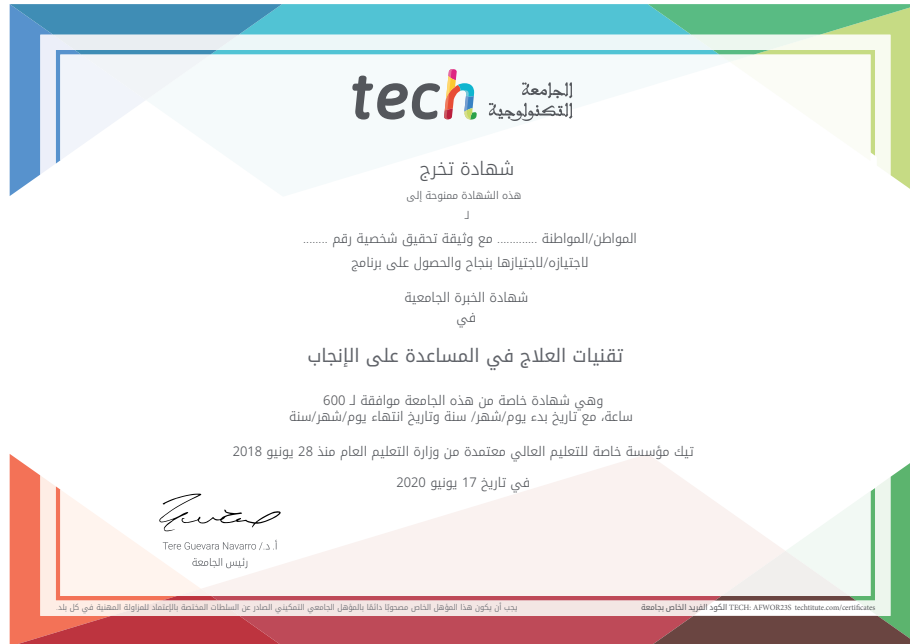 tech الجامعة
التكنولوجية
شهادة تخرج
هذه الشهادة ممنوحة إلى
لـ
المواطن/المواطنة ............ مع وثيقة تحقيق شخصية رقم ........
لاجتيازه/لاجتيازها بنجاح والحصول على برنامج
شهادة الخبرة الجامعية
في
تقنيات العلاج في المساعدة على الإنجاب
وهي شهادة خاصة من هذه الجامعة موافقة لـ 600
ساعة، مع تاريخ بدء يوم/شهر/ سنة وتاريخ انتهاء يوم/شهر/سنة
تيك مؤسسة خاصة للتعليم العالي معتمدة من وزارة التعليم العام منذ 28 يونيو 2018
في تاريخ 17 يونيو 2020
أ. د./ Tere Guevara Navarro
رئيس الجامعة
يجب أن يكون هذا المؤهل الخاص مصحوبًا دائمًا بالمؤهل الجامعي التمكيني الصادر عن السلطات المختصة بالإعتماد للمزاولة المهنية في كل بلد.
الكود الفريد الخاص بجامعة TECH: AFWOR23S techtitute.com/certificates